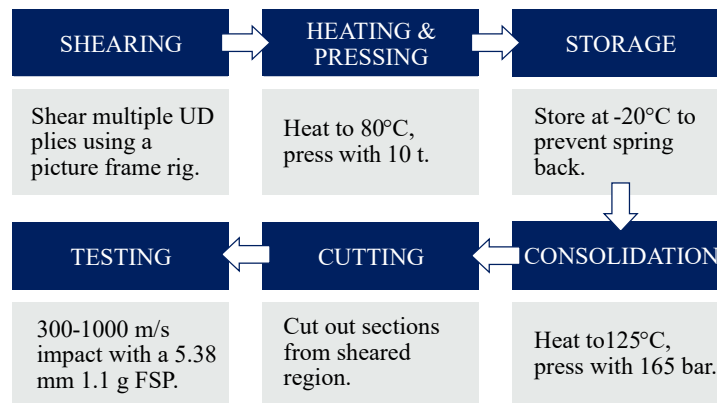 SHEARING
Shear multiple UD
plies using a
picture frame rig.
HEATING &
PRESSING
Heat to 80°C,
press with 10 t.
STORAGE
Store at -20°C to
prevent spring
back.
CONSOLIDATION
Heat to125°C,
press with 165 bar.
CUTTING
Cut out sections
from sheared
region.
TESTING
300-1000 m/s
impact with a 5.38
mm 1.1 g FSP.